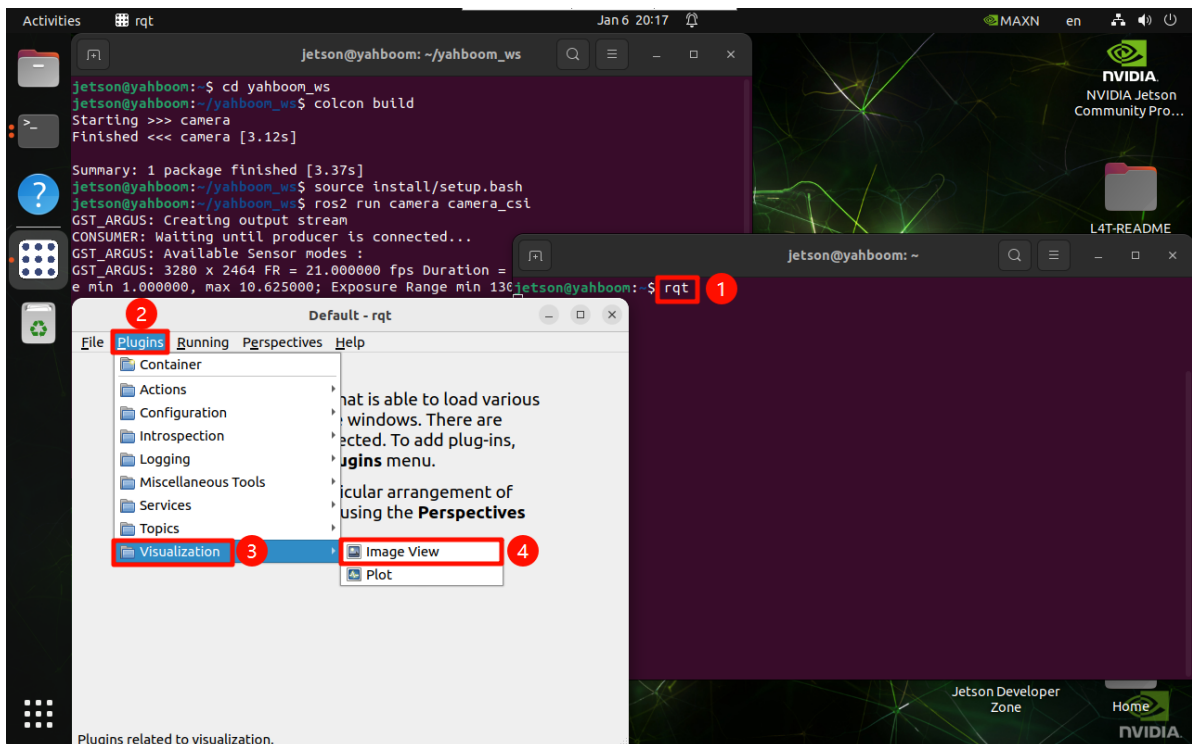 Activities
rqt
Jan 6 20:17
MAXN
en
jetson@yahboom: ~/yahboom_ws
jetson@yahboom:~$ cd yahboom_ws
jetson@yahboom:~/yahboom_ws$ colcon build
Starting >>> camera
Finished <<< camera [3.12s]
Summary: 1 package finished [3.37s]
jetson@yahboom:~/yahboom_ws$ source install/setup.bash
jetson@yahboom:~/yahboom_ws$ ros2 run camera camera_csi
GST_ARGUS: Creating output stream
CONSUMER: Waiting until producer is connected...
GST_ARGUS: Available Sensor modes :
GST_ARGUS: 3280 x 2464 FR = 21.000000 fps Duration =
e min 1.000000, max 10.625000; Exposure Range min 136
NVIDIA.
NVIDIA Jetson
Community Pro...
L4T-README
jetson@yahboom: ~
jetson@yahboom:~$ rqt
1
2
Default - rqt
File Plugins Running Perspectives Help
Container
Actions
Configuration
Introspection
Logging
Miscellaneous Tools
Services
Topics
Visualization
3
Image View
4
Plot
hat is able to load various
windows. There are
ected. To add plug-ins,
ugins menu.
icular arrangement of
using the Perspectives
Plugins related to visualization.
Jetson Developer
Zone
Home
NVIDIA.